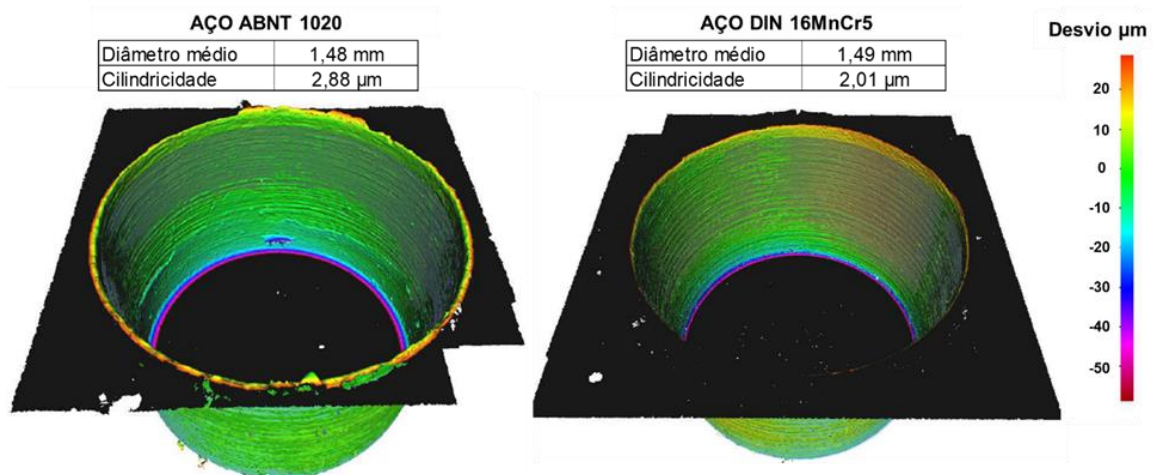 AÇO ABNT 1020
Diâmetro médio 1,48 mm
Cilindricidade 2,88 µm
AÇO DIN 16MnCr5
Diâmetro médio 1,49 mm
Cilindricidade 2,01 µm
Desvio µm
20
10
0
-10
-20
-30
-40
-50